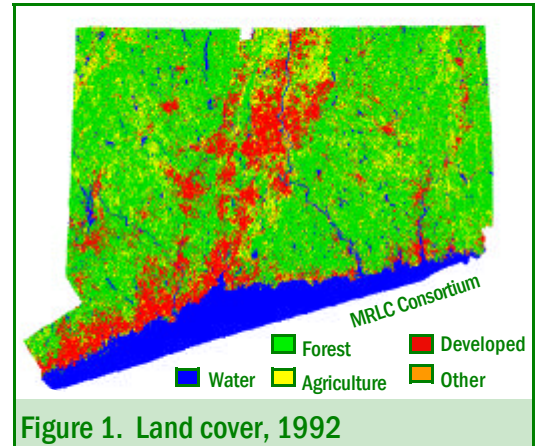 MRLC Consortium
Forest Developed
Water Agriculture Other
Figure 1. Land cover, 1992